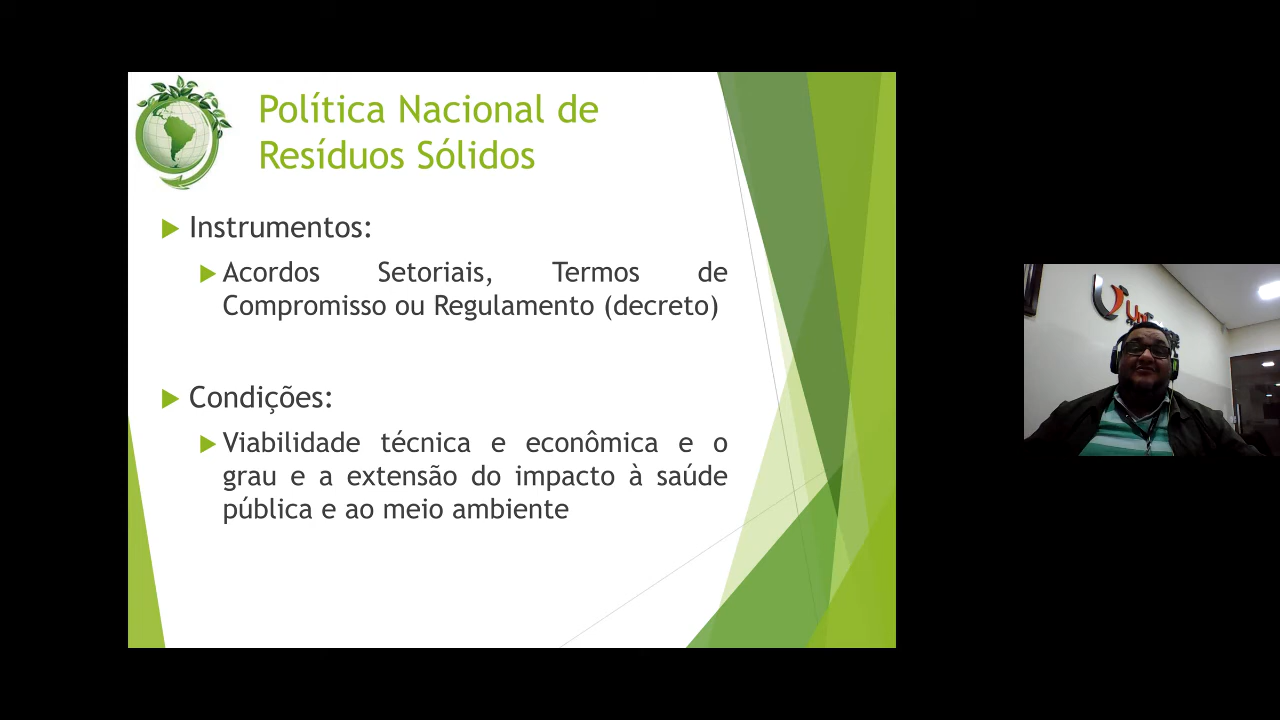 Política Nacional de
Resíduos Sólidos
Instrumentos:
Acordos Setoriais, Termos de
Compromisso ou Regulamento (decreto)
Condições:
Viabilidade técnica e econômica e o
grau e a extensão do impacto à saúde
pública e ao meio ambiente